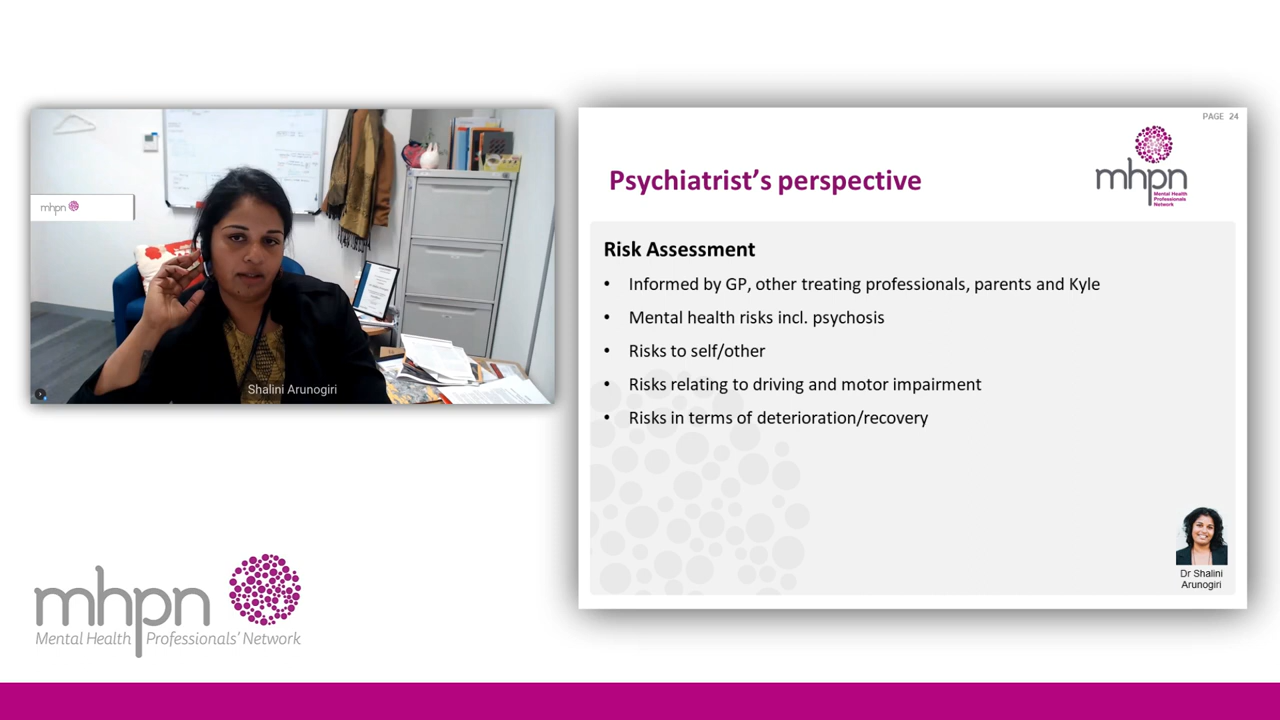 mhpn
Shalini Arunogiri
mhpn
Mental Health Professionals' Network
PAGE 24
Psychiatrist’s perspective
mhpn
Mental Health
Professionals
Network
Risk Assessment
• Informed by GP, other treating professionals, parents and Kyle
• Mental health risks incl. psychosis
• Risks to self/other
• Risks relating to driving and motor impairment
• Risks in terms of deterioration/recovery
Dr Shalini
Arunogiri